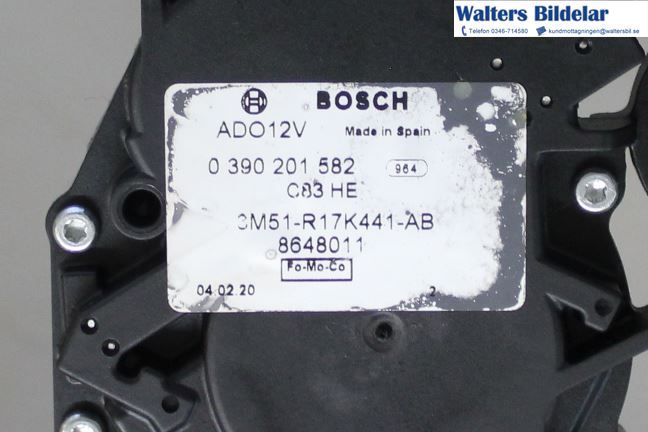 Walters Bildelar
Telefon 0346-714580 kundmottagningen@waltersbil.se
BOSCH
ADO12V Made in Spain
0 390 201 582 964
C83 HE
3M51-R17K441-AB
8648011
Fo-Mo-Co
04 02 20 2